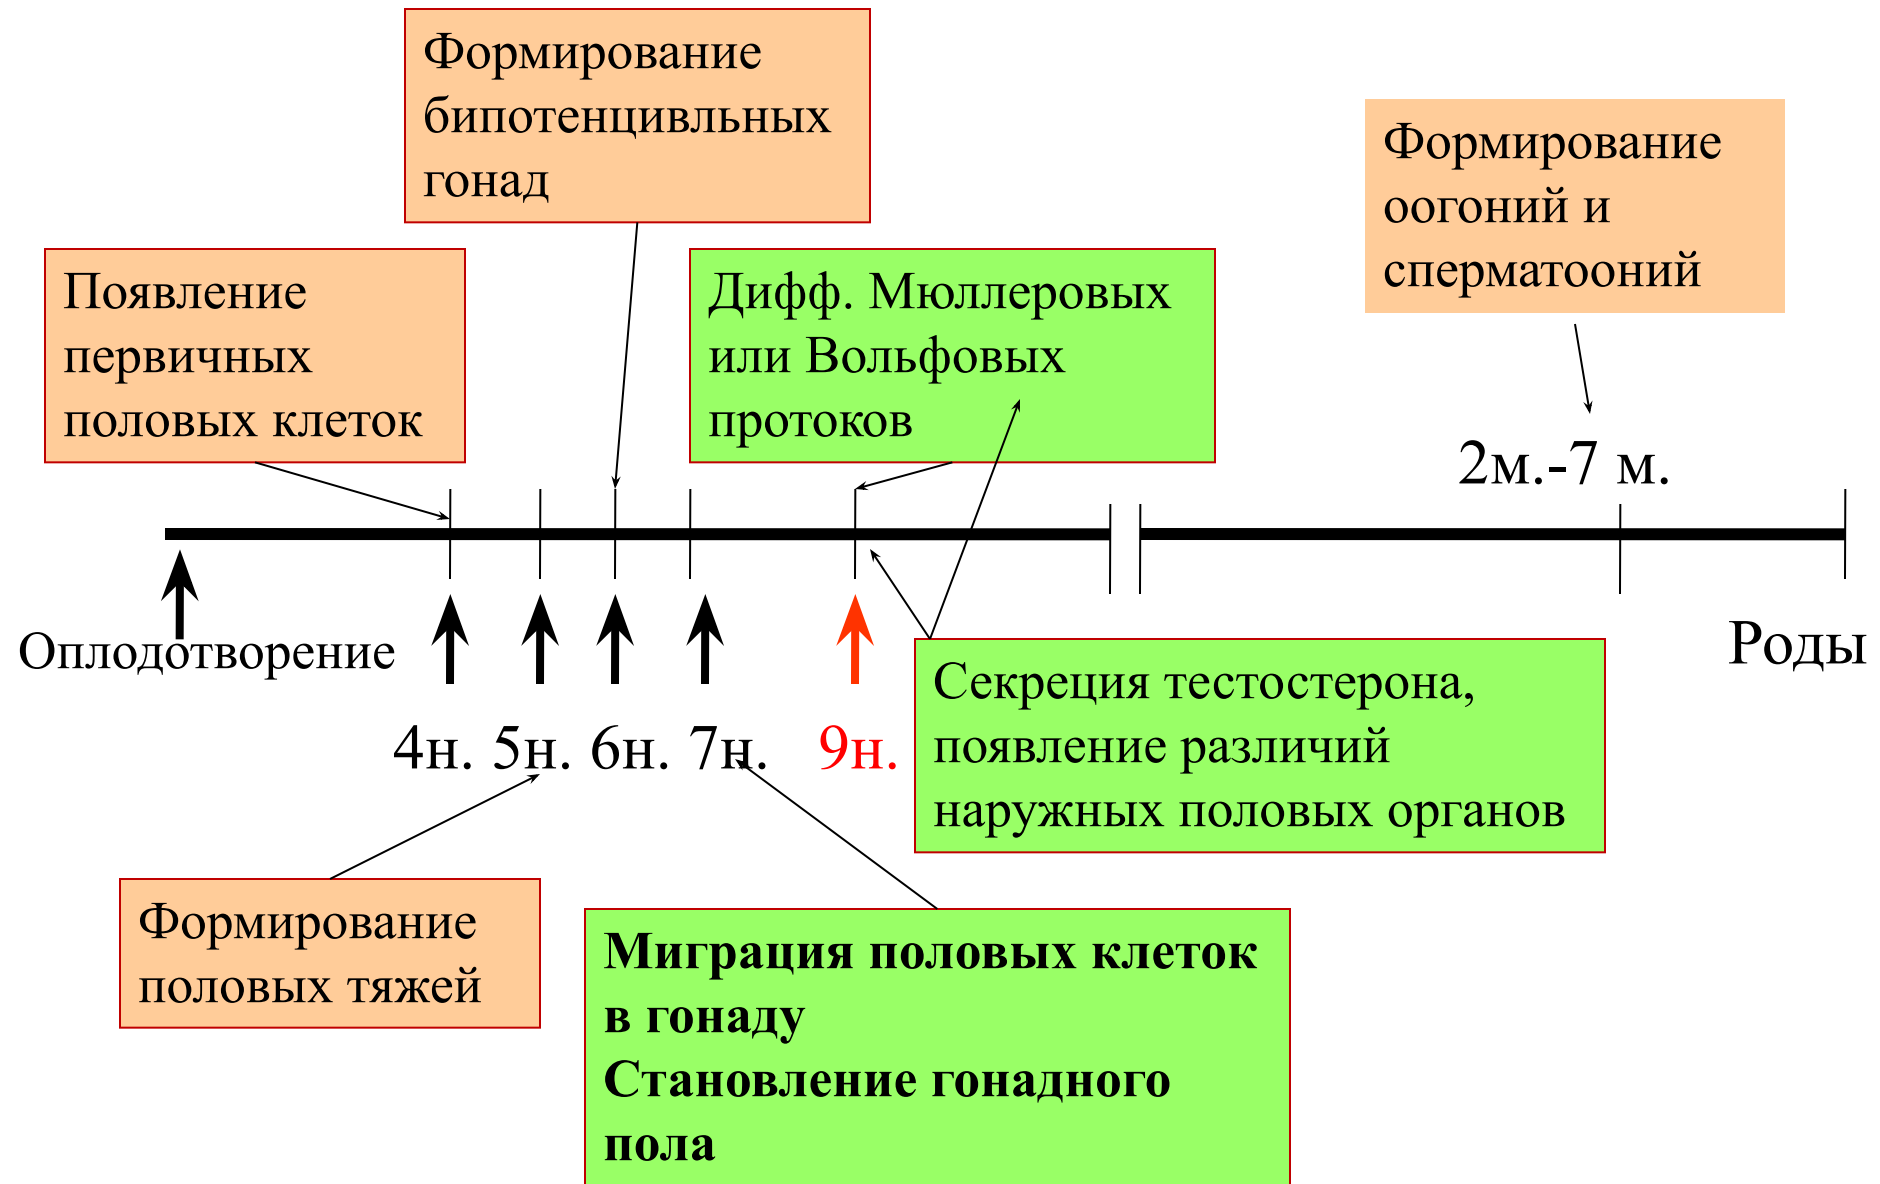 Формирование
бипотенцивльных
гонад
Формирование
оогоний и
сперматооний
Появление
первичных
половых клеток
Дифф. Мюллеровых
или Вольфовых
протоков
2м.-7 м.
Оплодотворение
Роды
4н. 5н. 6н. 7н. 9н.
Секреция тестостерона,
появление различий
наружных половых органов
Формирование
половых тяжей
Миграция половых клеток
в гонаду
Становление гонадного
пола